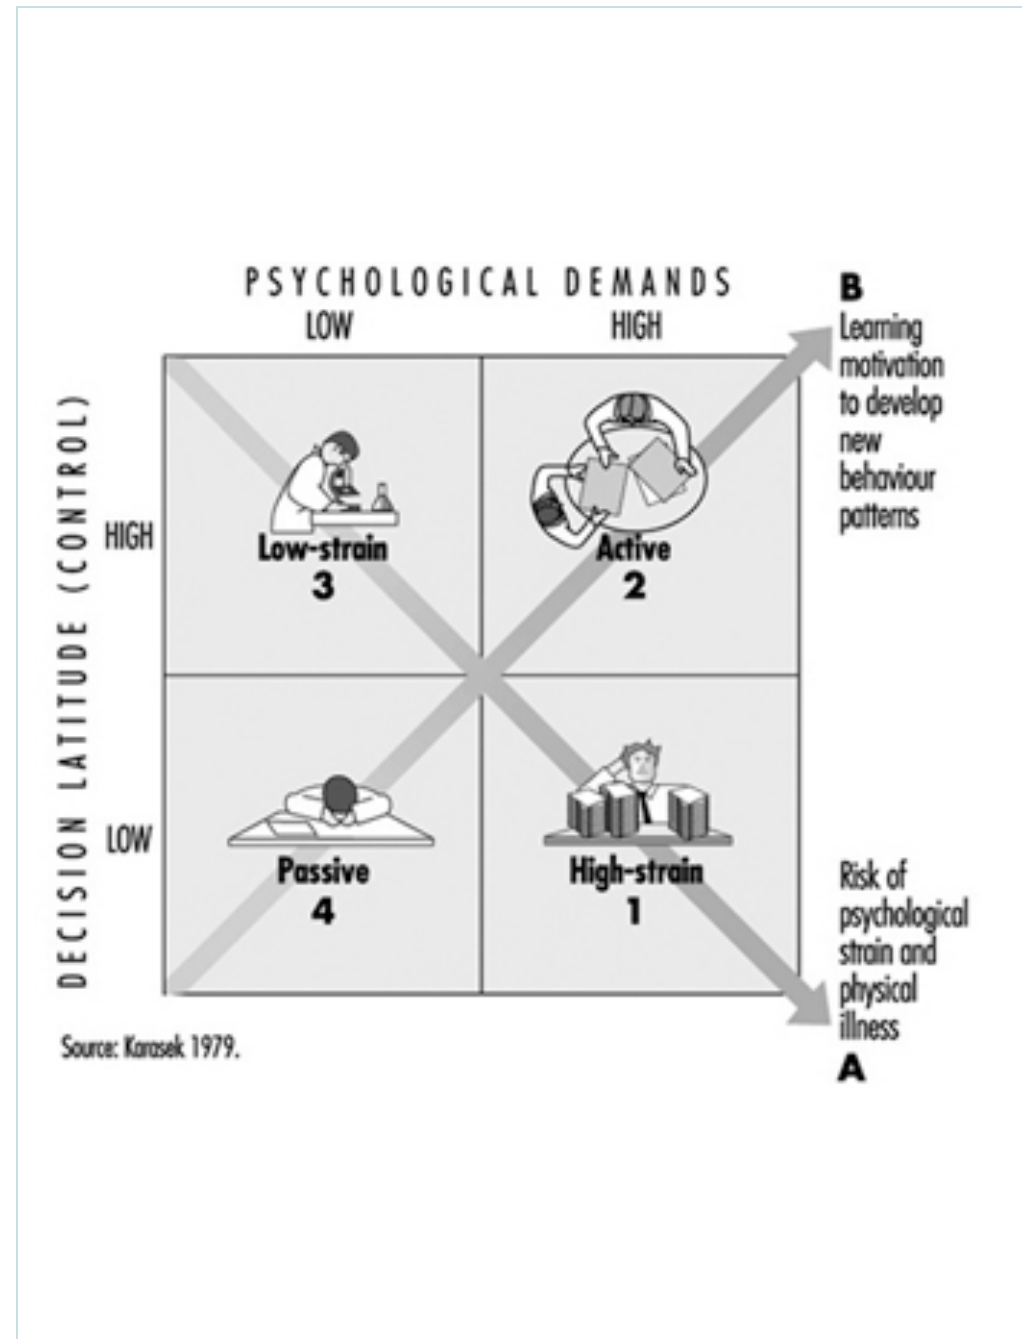 PSYCHOLOGICAL DEMANDS
LOW
HIGH
B
Learning
motivation
to develop
new
behaviour
patterns
DECISION LATITUDE (CONTROL)
HIGH
Low-strain
3
Active
2
LOW
Passive
4
High-strain
1
Risk of
psychological
strain and
physical
illness
A
Source: Karasek 1979.